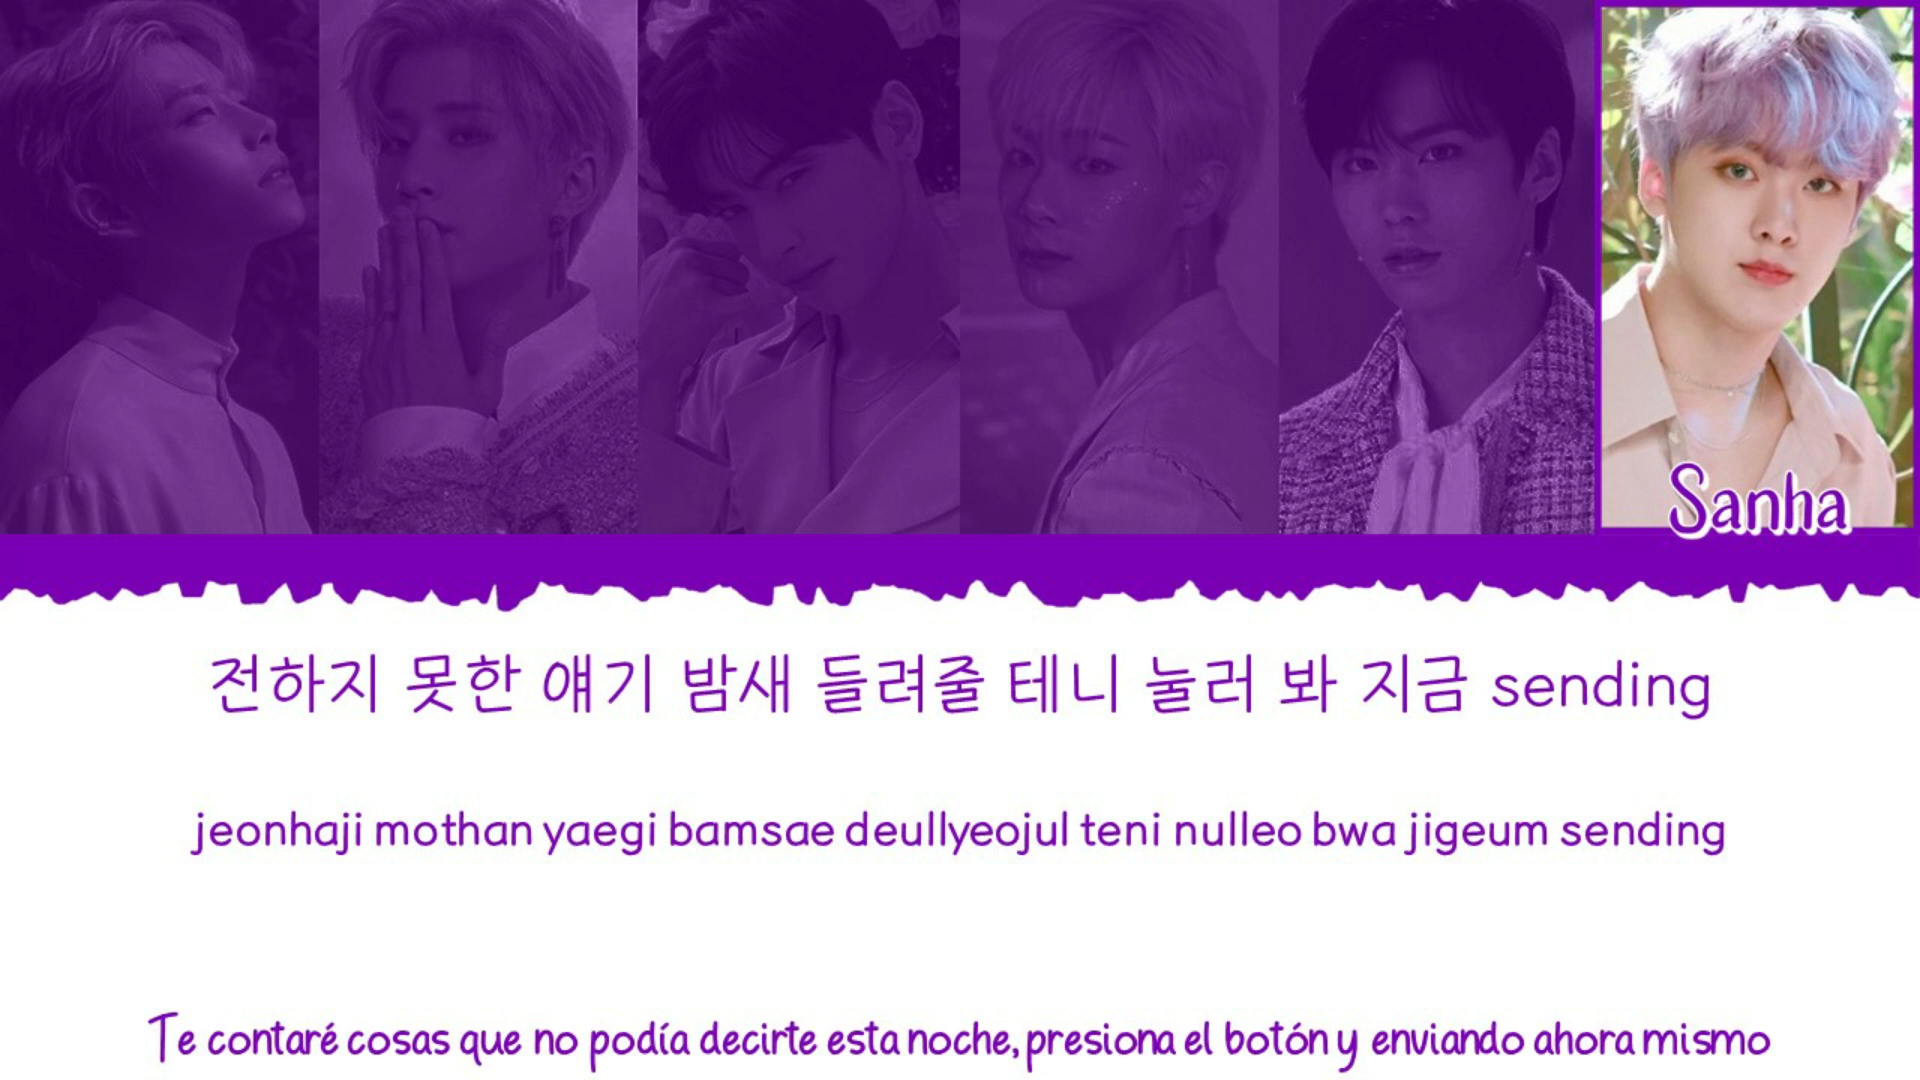 Sanha
전하지 못한 얘기 밤새 들려줄 테니 눌러 봐 지금 sending
jeonhaji mothan yaegi bamsae deullyeojul teni nulleo bwa jigeum sending
Te contaré cosas que no podía decirte esta noche, presiona el botón y enviando ahora mismo